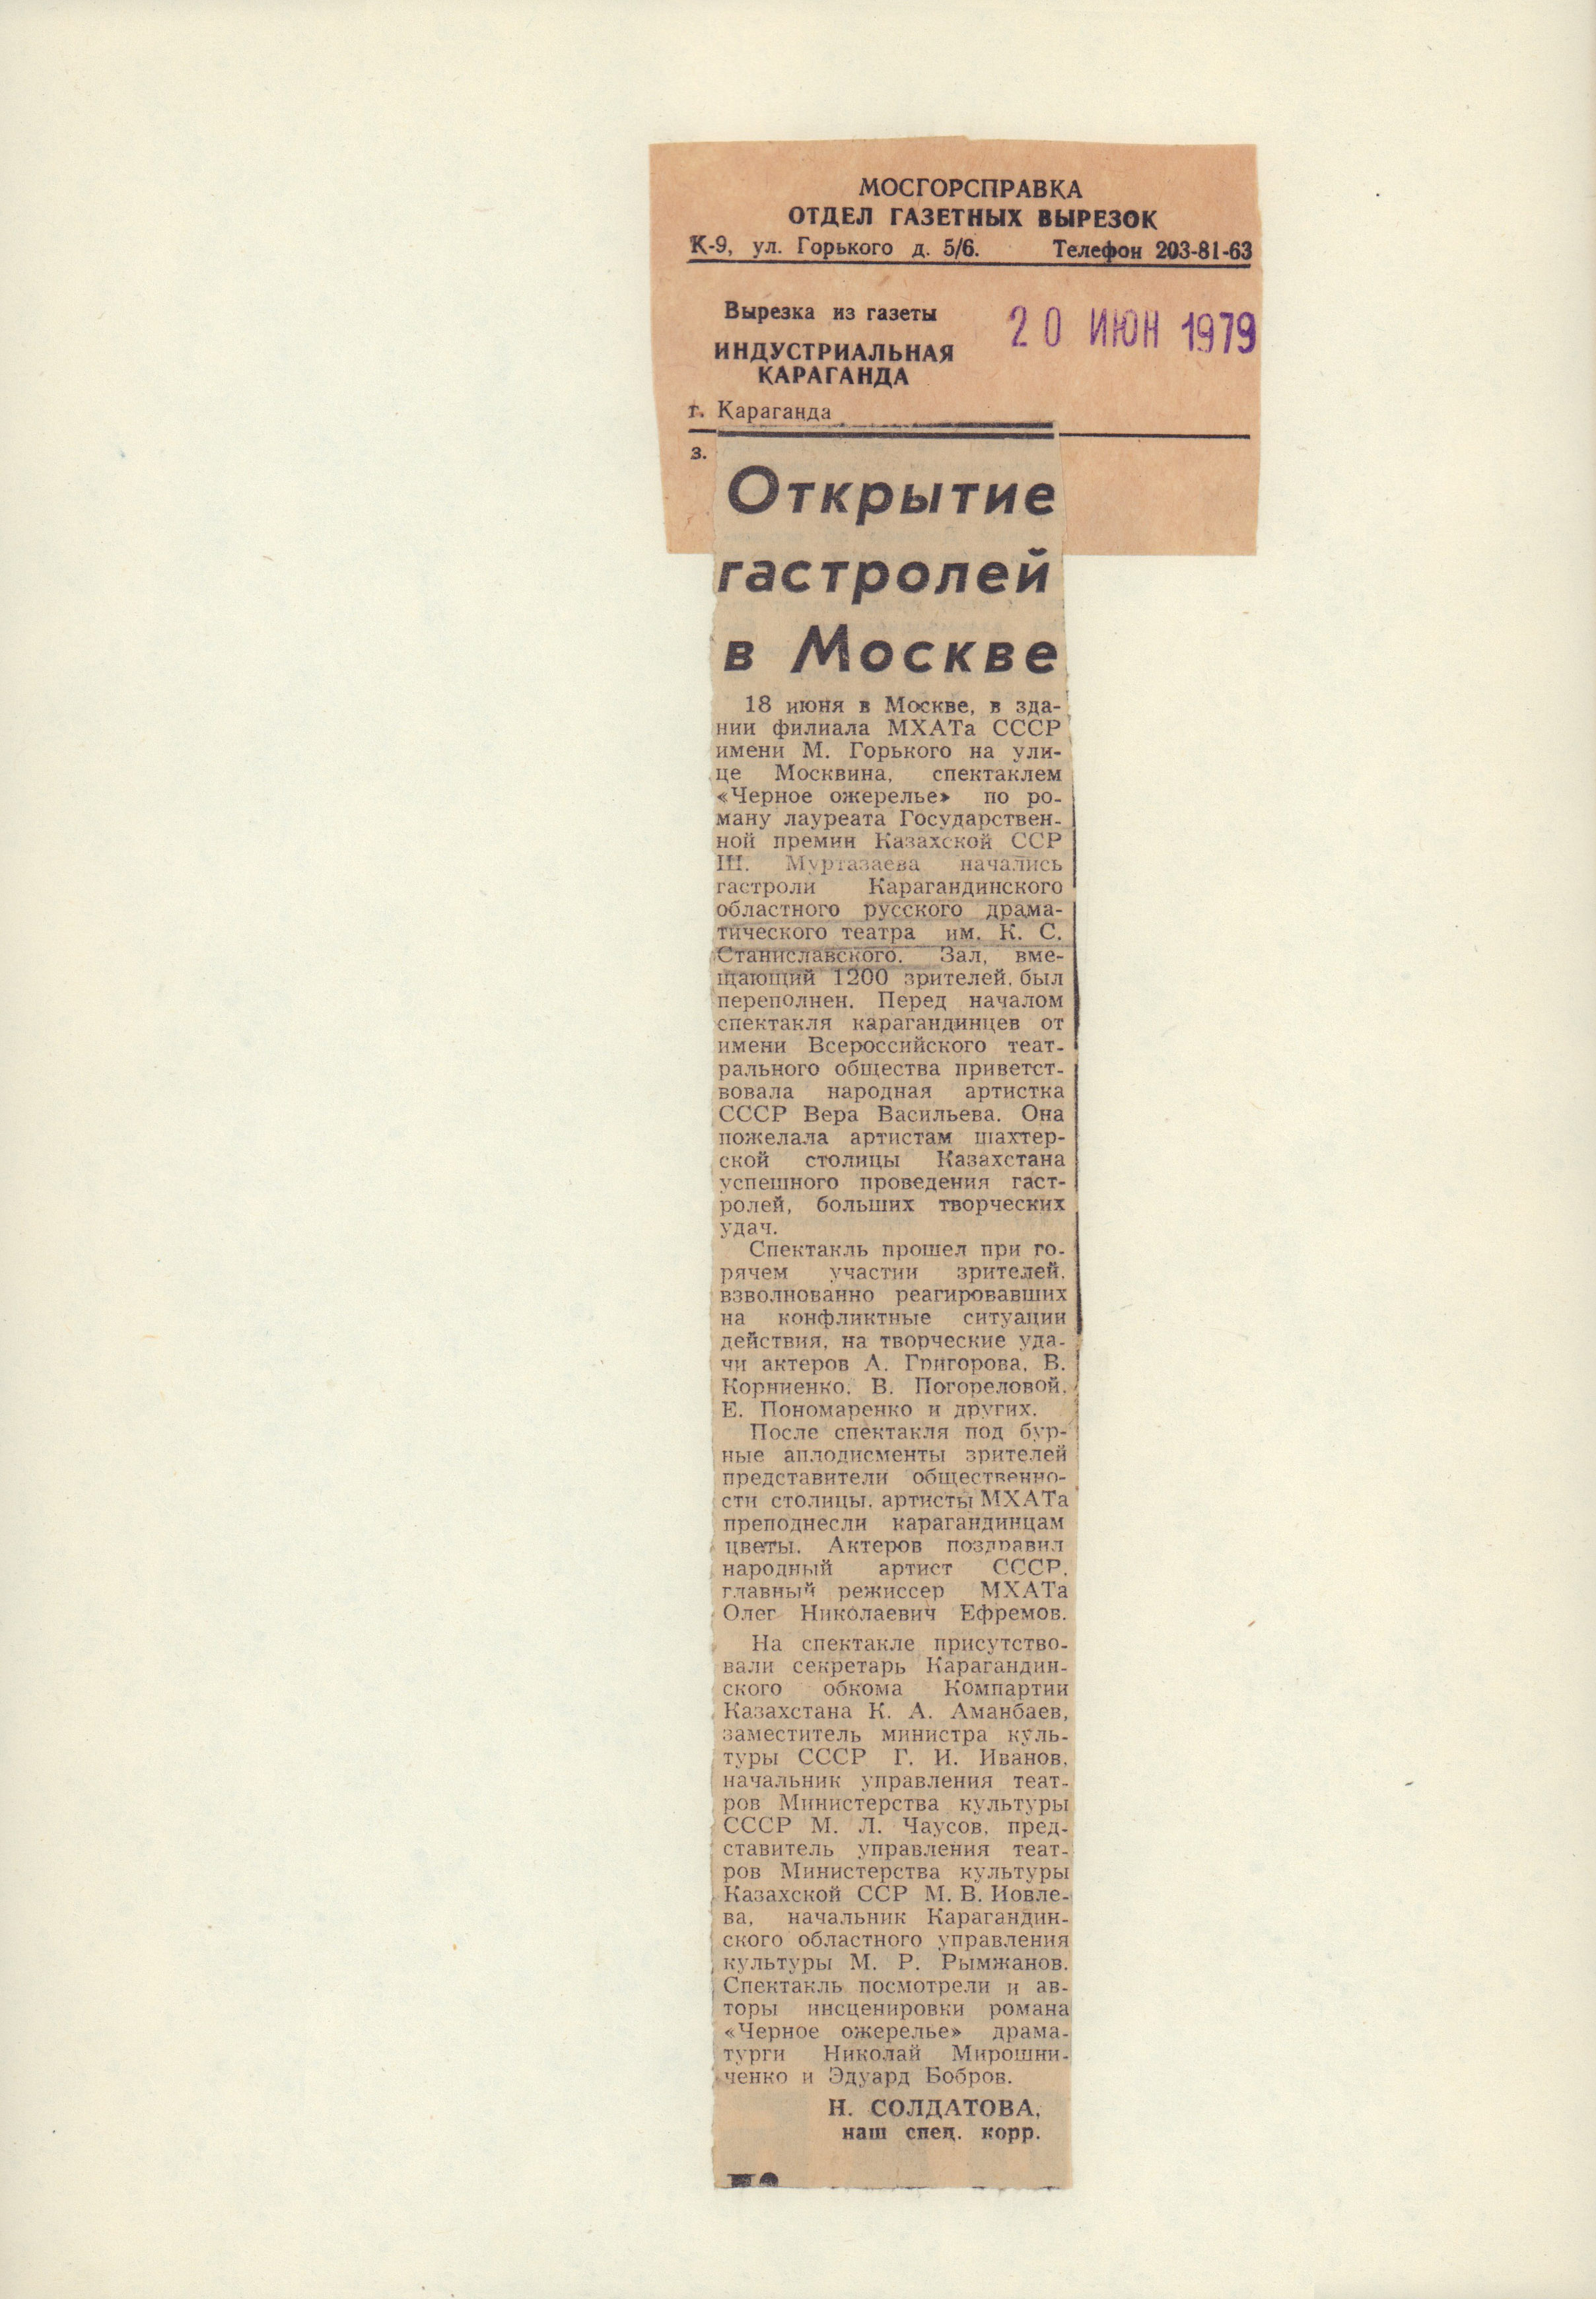 МОСГОРСПРАВКА
ОТДЕЛ ГАЗЕТНЫХ ВЫРЕЗОК
К-9, ул. Горького д. 5/6. Телефон 203-81-63
Вырезка из газеты
20 ИЮН 1979
ИНДУСТРИАЛЬНАЯ
КАРАГАНДА
г. Караганда
з.
Открытие
гастролей
в Москве
18 июня в Москве, в зда-
нии филиала МХАТа СССР
имени М. Горького на ули-
це Москвина, спектаклем
«Черное ожерелье» по ро-
ману лауреата Государствен-
ной премии Казахской ССР
Ш. Муртазаева начались
гастроли Карагандинского
областного русского драма-
тического театра им. К. С.
Станиславского. Зал, вме-
щающий 1200 зрителей, был
переполнен. Перед началом
спектакля карагандинцев от
имени Всероссийского теат-
рального общества приветст-
вовала народная артистка
СССР Вера Васильева. Она
пожелала артистам шахтер-
ской столицы Казахстана
успешного проведения гаст-
ролей, больших творческих
удач.
Спектакль прошел при го-
рячем участии зрителей,
взволнованно реагировавших
на конфликтные ситуации
действия, на творческие уда-
чи актеров А. Григорова, В.
Корниенко, В. Погореловой,
Е. Пономаренко и других.
После спектакля под бур-
ные аплодисменты зрителей
представители общественно-
сти столицы, артисты МХАТа
преподнесли карагандинцам
цветы. Актеров поздравил
народный артист СССР,
главный режиссер МХАТа
Олег Николаевич Ефремов.
На спектакле присутство-
вали секретарь Карагандин-
ского обкома Компартии
Казахстана К. А. Аманбаев,
заместитель министра куль-
туры СССР Г. И. Иванов,
начальник управления теат-
ров Министерства культуры
СССР М. Л. Чаусов, пред-
ставитель управления теат-
ров Министерства культуры
Казахской ССР М. В. Иовле-
ва, начальник Карагандин-
ского областного управления
культуры М. Р. Рымжанов.
Спектакль посмотрели и ав-
торы инсценировки романа
«Черное ожерелье» драма-
турги Николай Мирошни-
ченко и Эдуард Бобров.
Н. СОЛДАТОВА,
наш спец. корр.